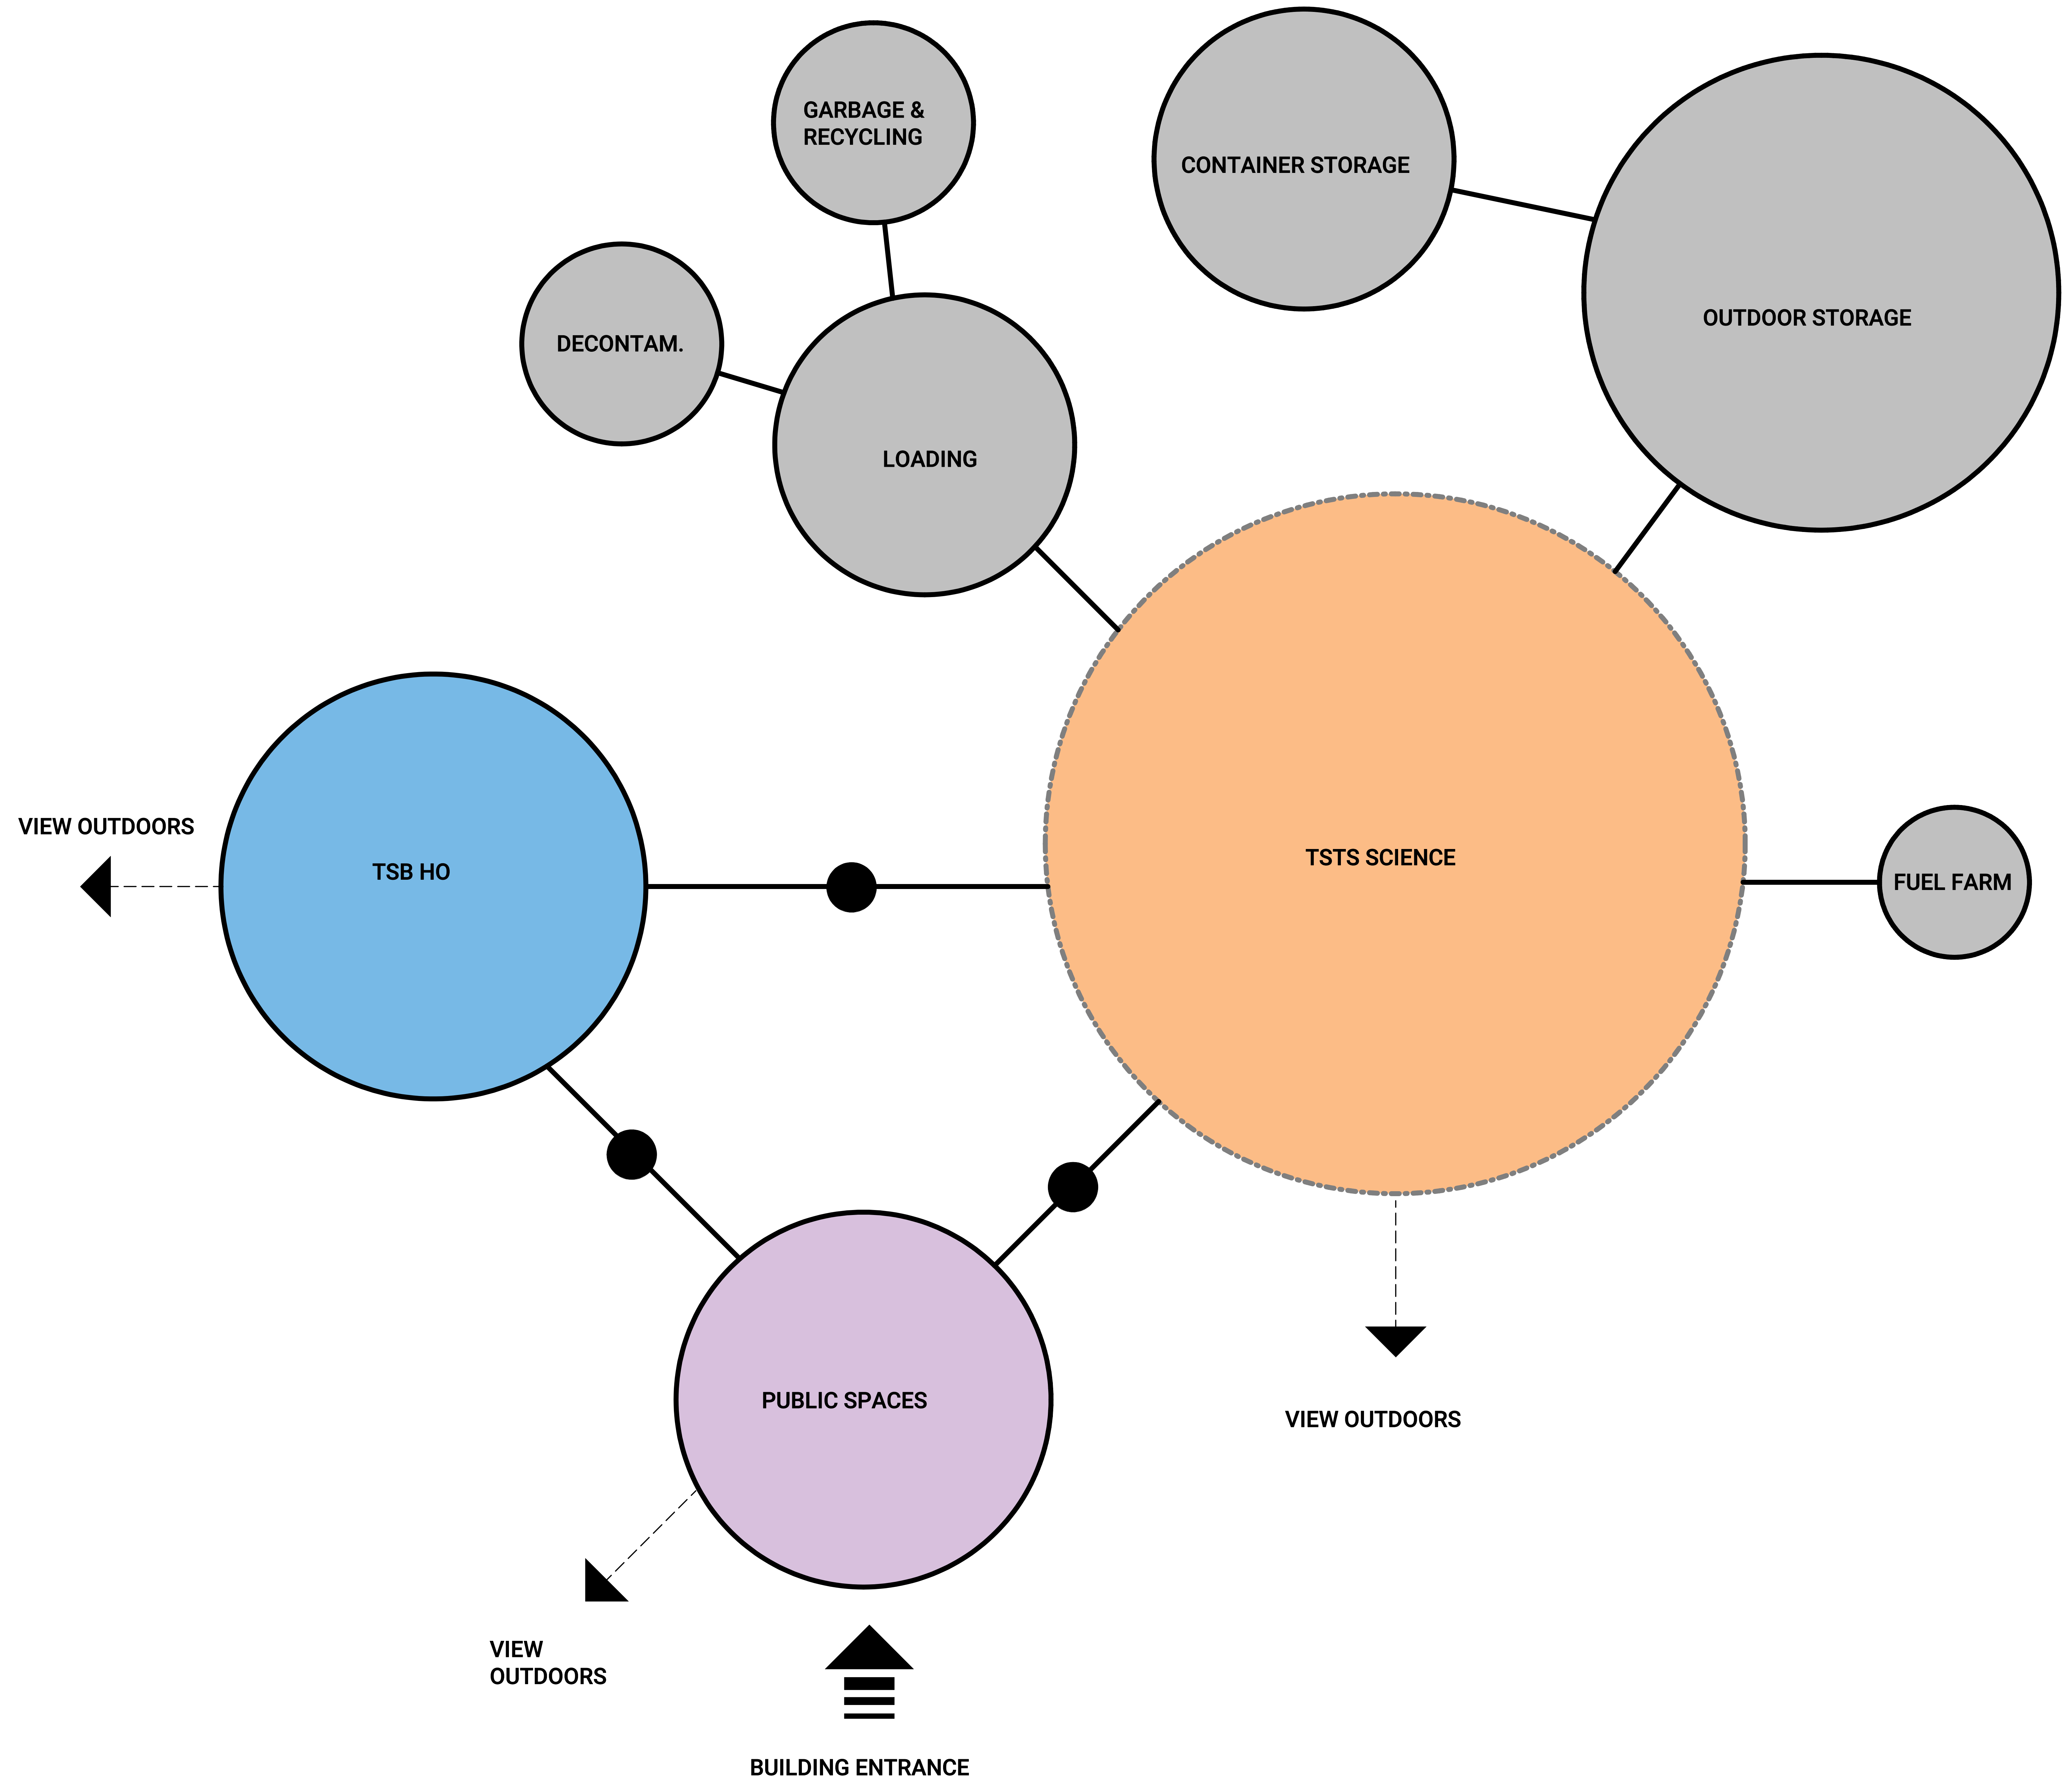 GARBAGE &
RECYCLING
CONTAINER STORAGE
OUTDOOR STORAGE
DECONTAM.
LOADING
VIEW OUTDOORS
TSB HO
TSTS SCIENCE
FUEL FARM
PUBLIC SPACES
VIEW OUTDOORS
VIEW
OUTDOORS
BUILDING ENTRANCE